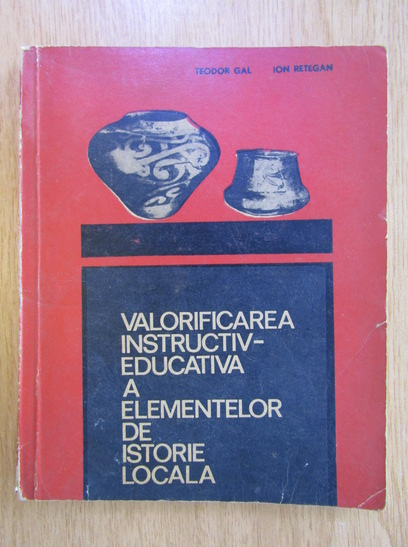 TEODOR GAL ION RETEGAN
VALORIFICAREA
INSTRUCTIV-
EDUCATIVA
A
ELEMENTELOR
DE
ISTORIE
LOCALA